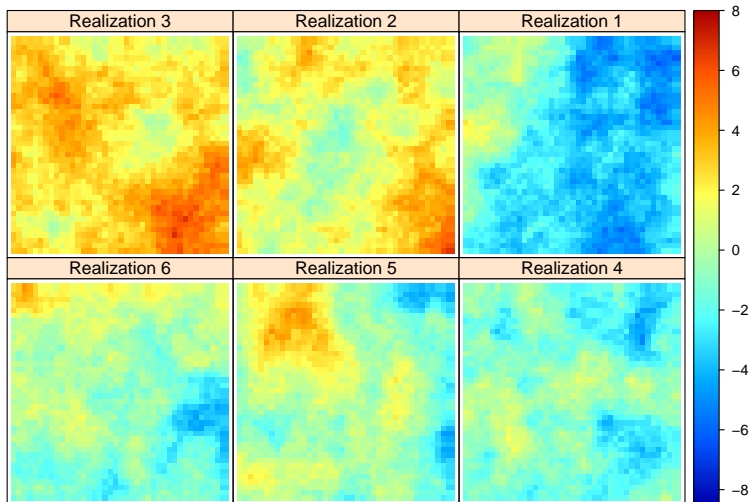 Realization 3
Realization 2
Realization 1
Realization 6
Realization 5
Realization 4
8
6
4
2
0
−2
−4
−6
−8